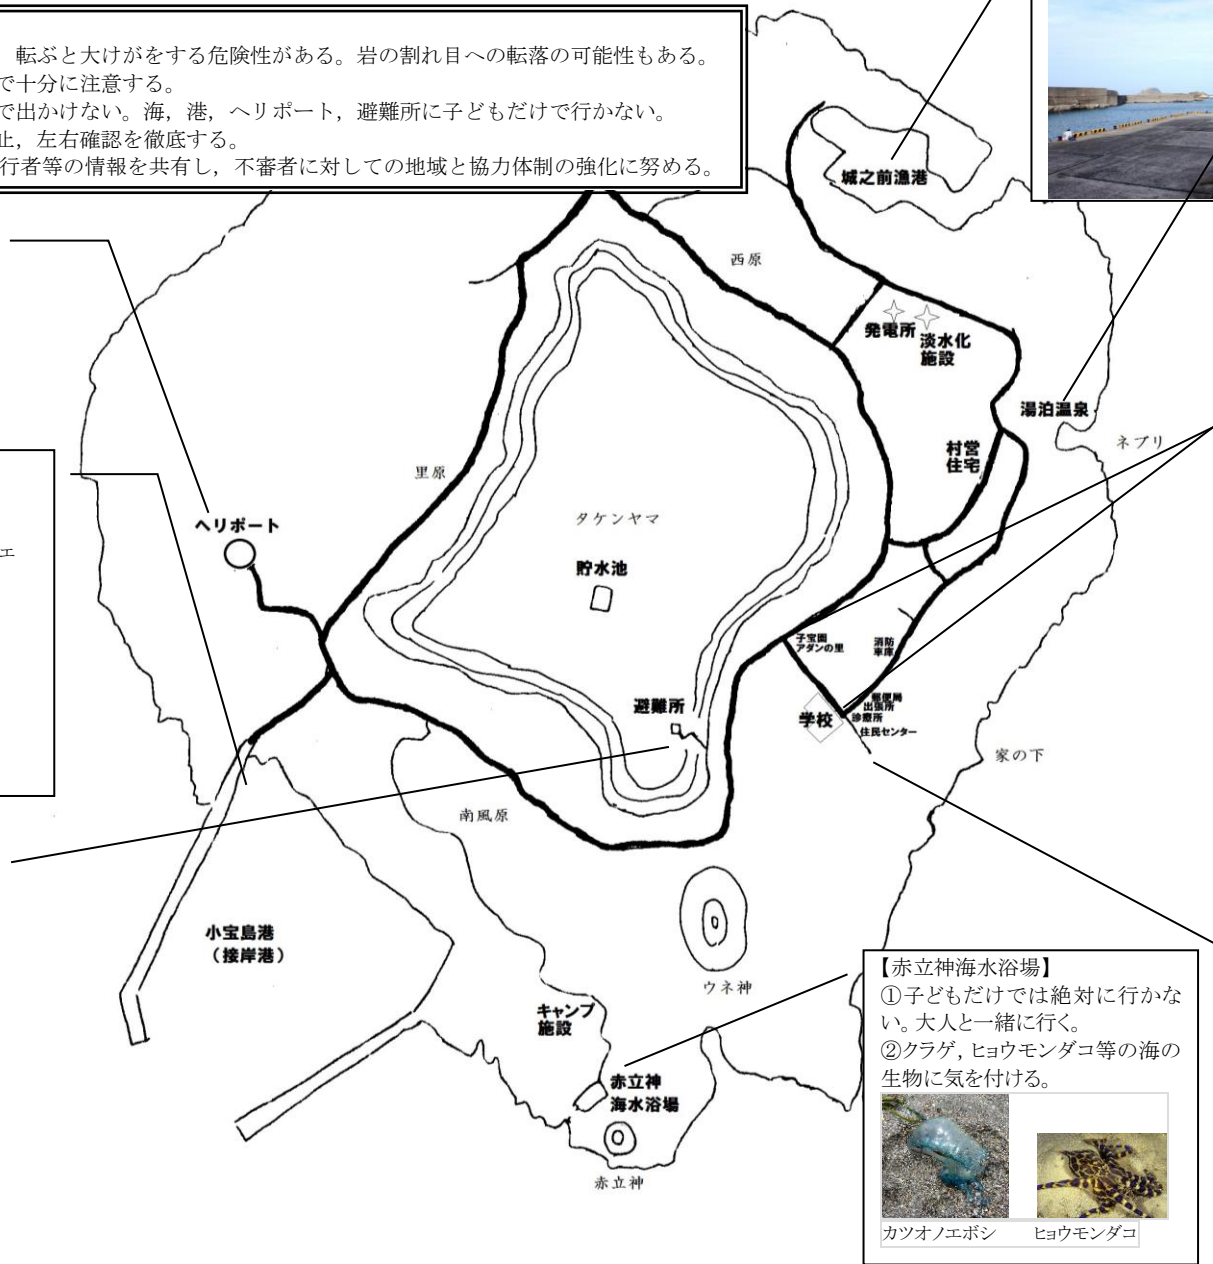 転ぶと大けがをする危険性がある。岩の割れ目への転落の可能性もある。
で十分に注意する。
で出かけない。海，港，ヘリポート，避難所に子どもだけで行かない。
止，左右確認を徹底する。
行者等の情報を共有し，不審者に対しての地域と協力体制の強化に努める。
城之前漁港
西原
発電所
淡水化
施設
湯泊温泉
ネブリ
村営
住宅
里原
タケンヤマ
ヘリポート
エ
貯水池
子宝園
アダンの里
消防
車庫
避難所
学校
郵便局
出張所
診療所
住民センター
家の下
南風原
小宝島港
（接岸港）
ウネ神
キャンプ
施設
赤立神
海水浴場
赤立神
【赤立神海水浴場】
①子どもだけでは絶対に行かな
い。大人と一緒に行く。
②クラゲ，ヒョウモンダコ等の海の
生物に気を付ける。
カツオノエボシ　　ヒョウモンダコ